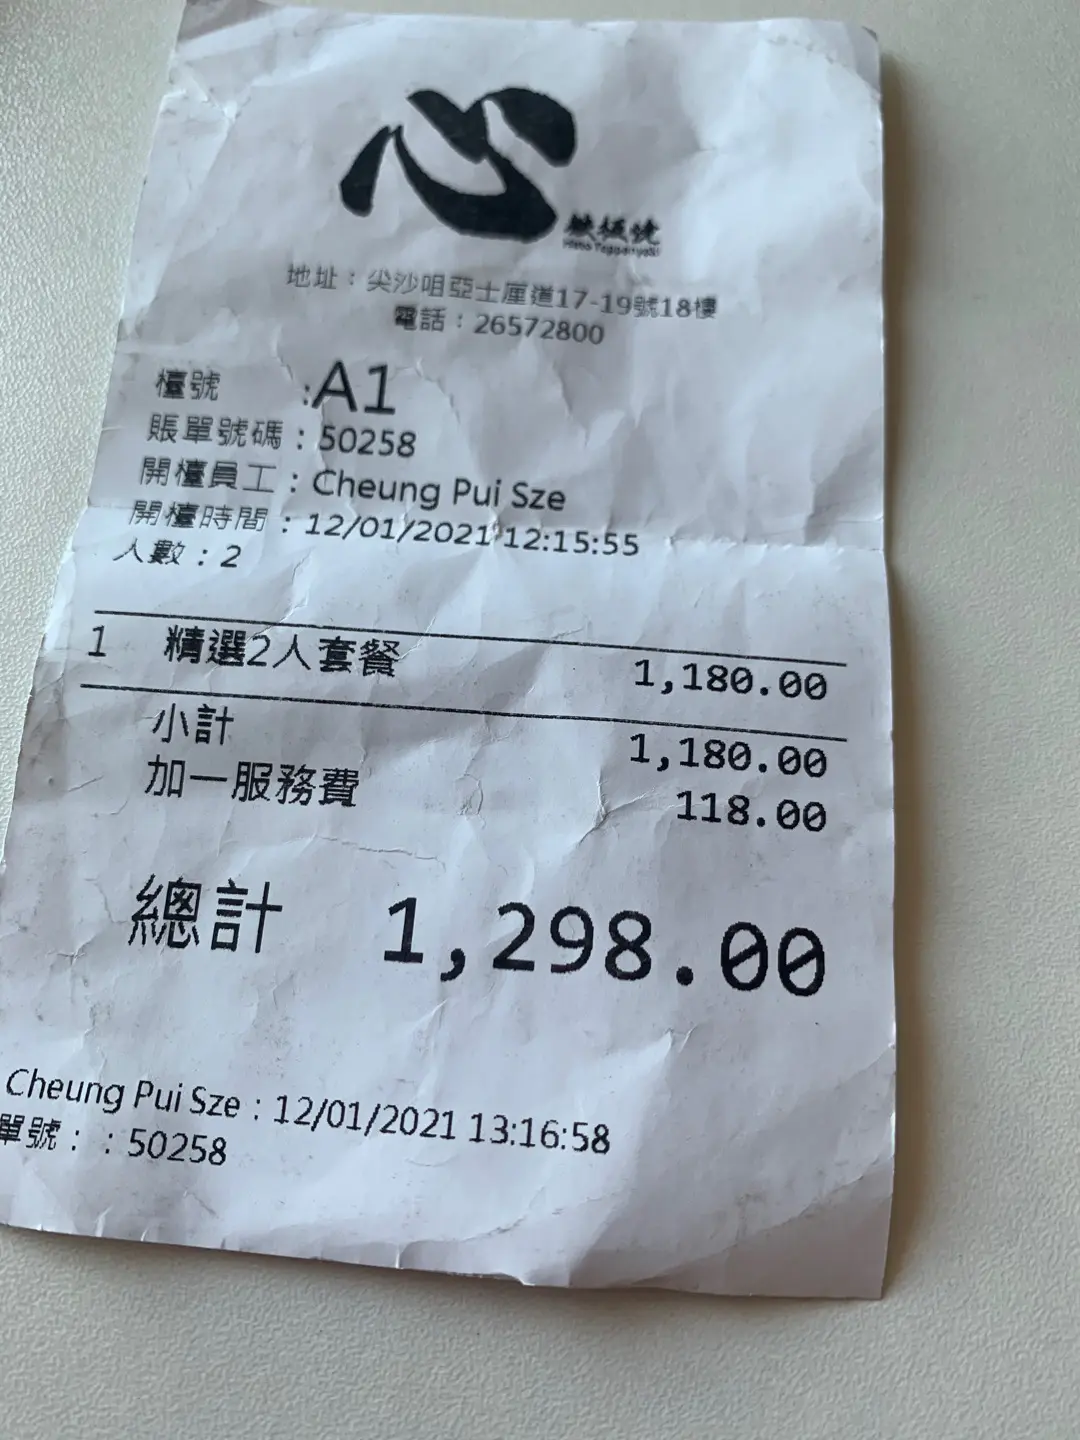 心
鐵板燒
Teppanyaki
地址：尖沙咀亞士厘道17-19號18樓
電話：26572800
檯號 :A1
賬單號碼：50258
開檯員工：Cheung Pui Sze
開檯時間：12/01/2021 12:15:55
人數：2
1 精選2人套餐 1,180.00
小計 1,180.00
加一服務費 118.00
總計 1,298.00
Cheung Pui Sze : 12/01/2021 13:16:58
單號： : 50258